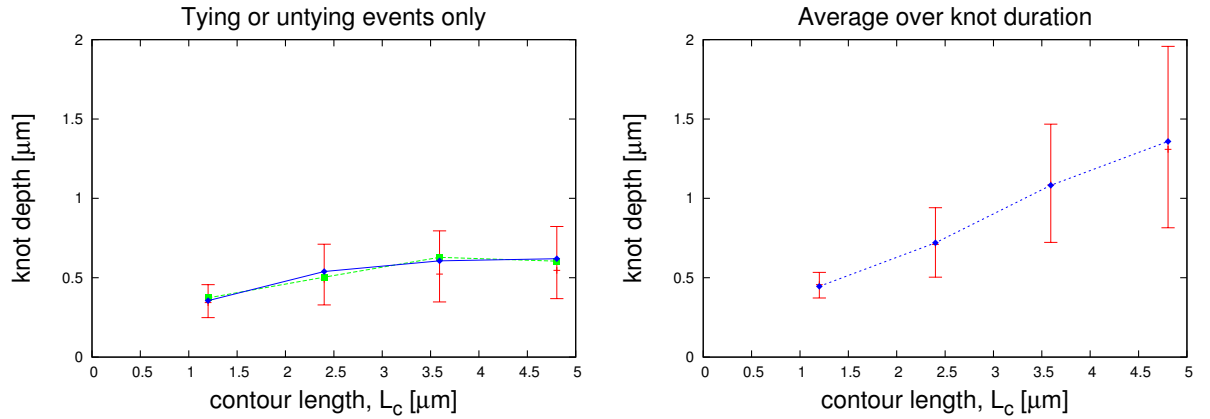 Tying or untying events only
2
1.5
1
0.5
0
knot depth [μm]
0 0.5 1 1.5 2 2.5 3 3.5 4 4.5 5
contour length, Lc [μm]
Average over knot duration
2
1.5
1
0.5
0
knot depth [μm]
0 0.5 1 1.5 2 2.5 3 3.5 4 4.5 5
contour length, Lc [μm]